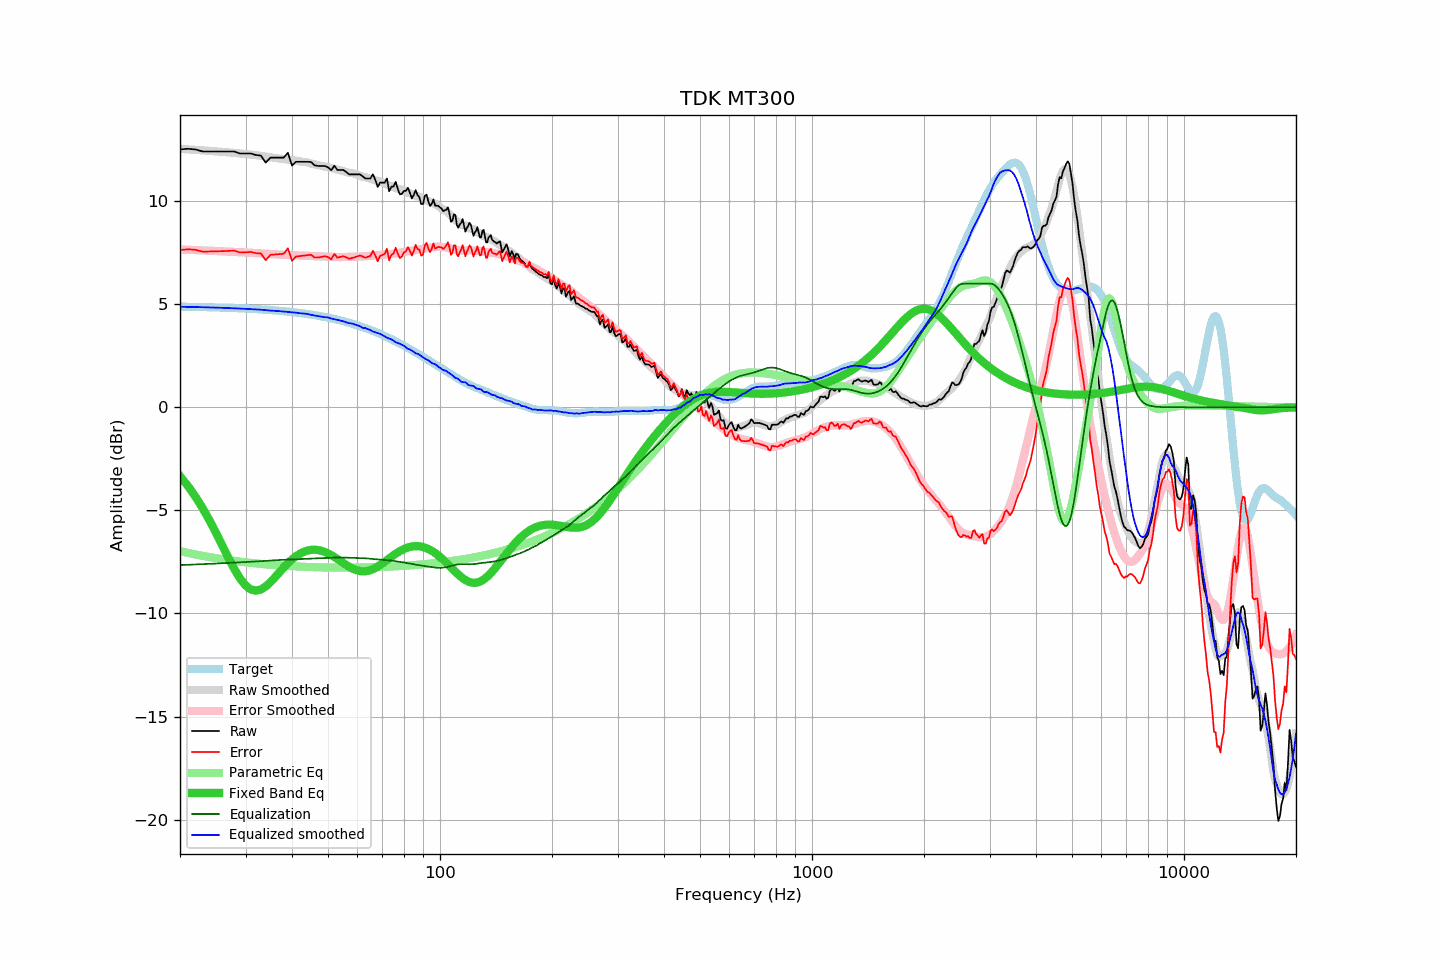 TDK MT300
Amplitude (dBr)
10
5
0
−5
−10
−15
−20
Target
Raw Smoothed
Error Smoothed
Raw
Error
Parametric Eq
Fixed Band Eq
Equalization
Equalized smoothed
100 1000 10000
Frequency (Hz)